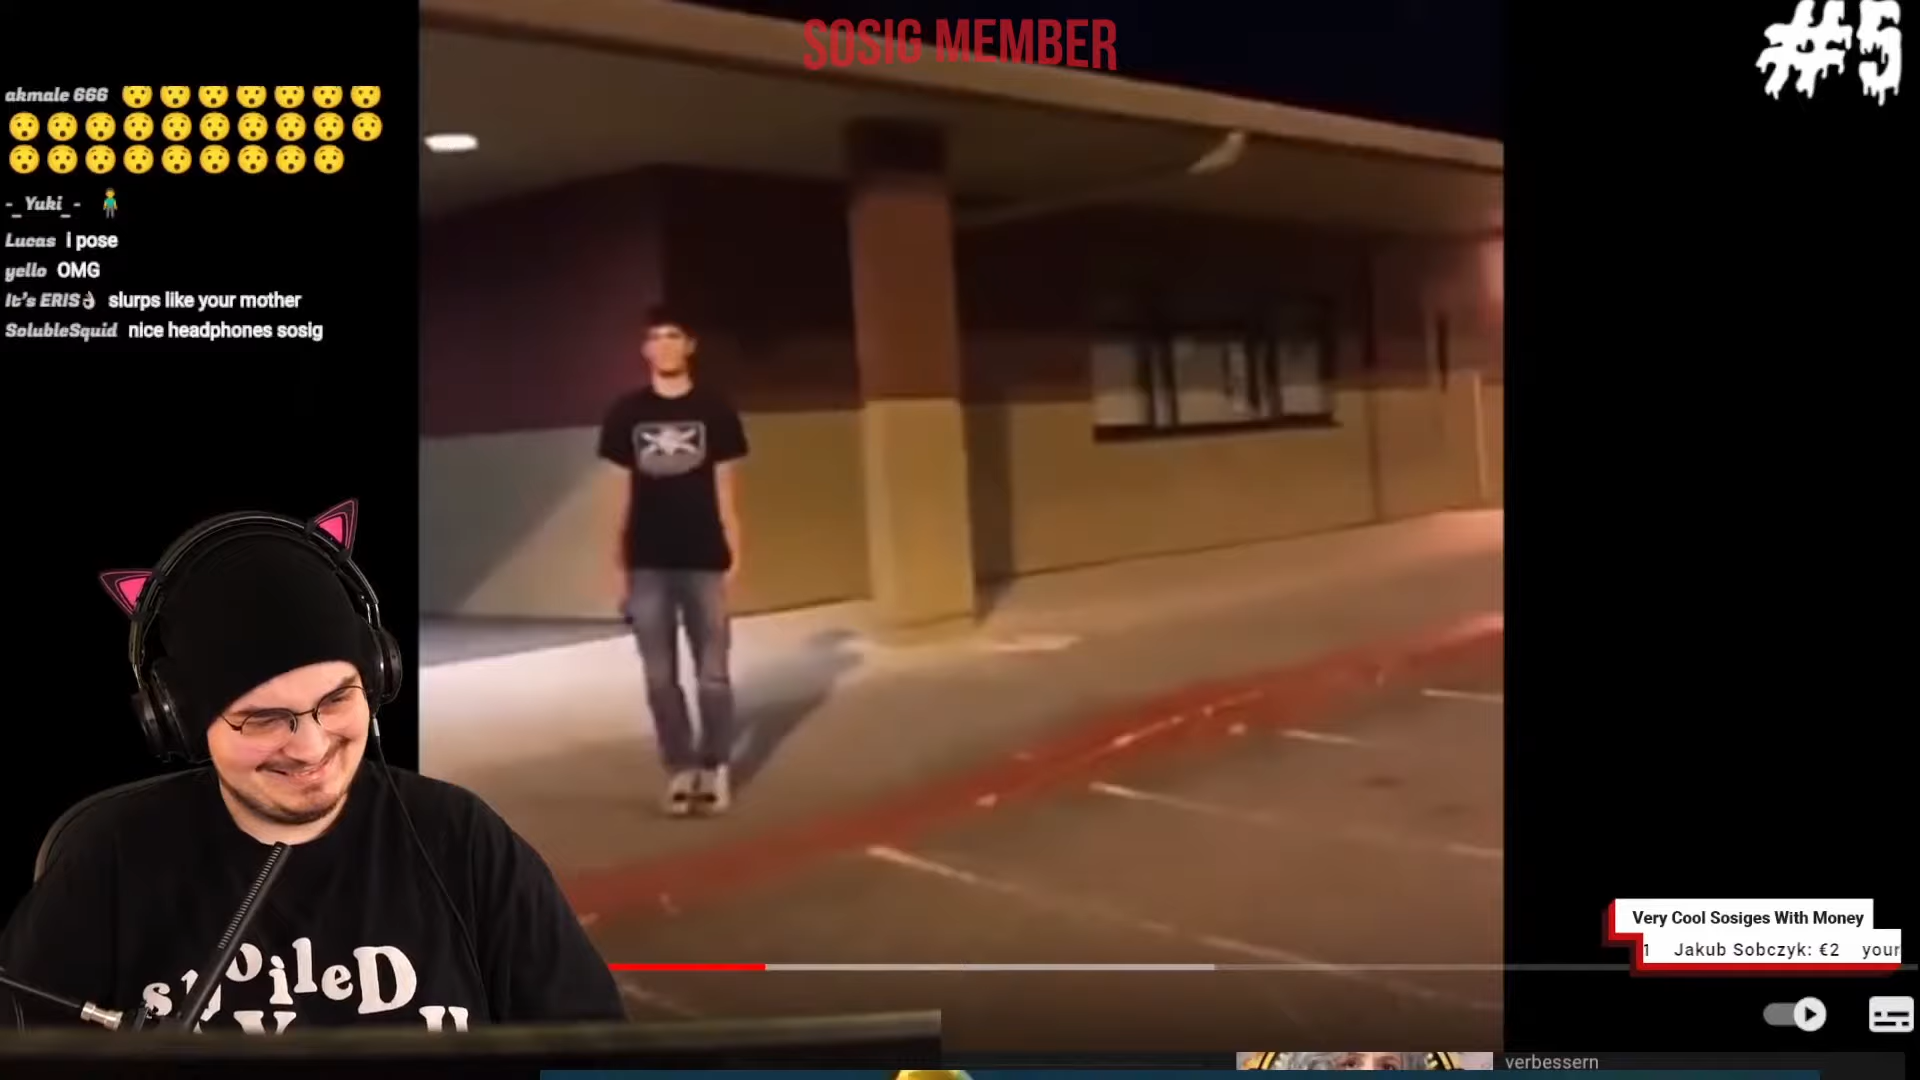 SOSIG MEMBER
#5
akmale 666
-_Yuki_-
Lucas i pose
yello OMG
It's ERIS👌🏻 slurps like your mother
SolubleSquid nice headphones sosig
spoileD
Very Cool Sosiges With Money
1 Jakub Sobczyk: €2 your
verbessern